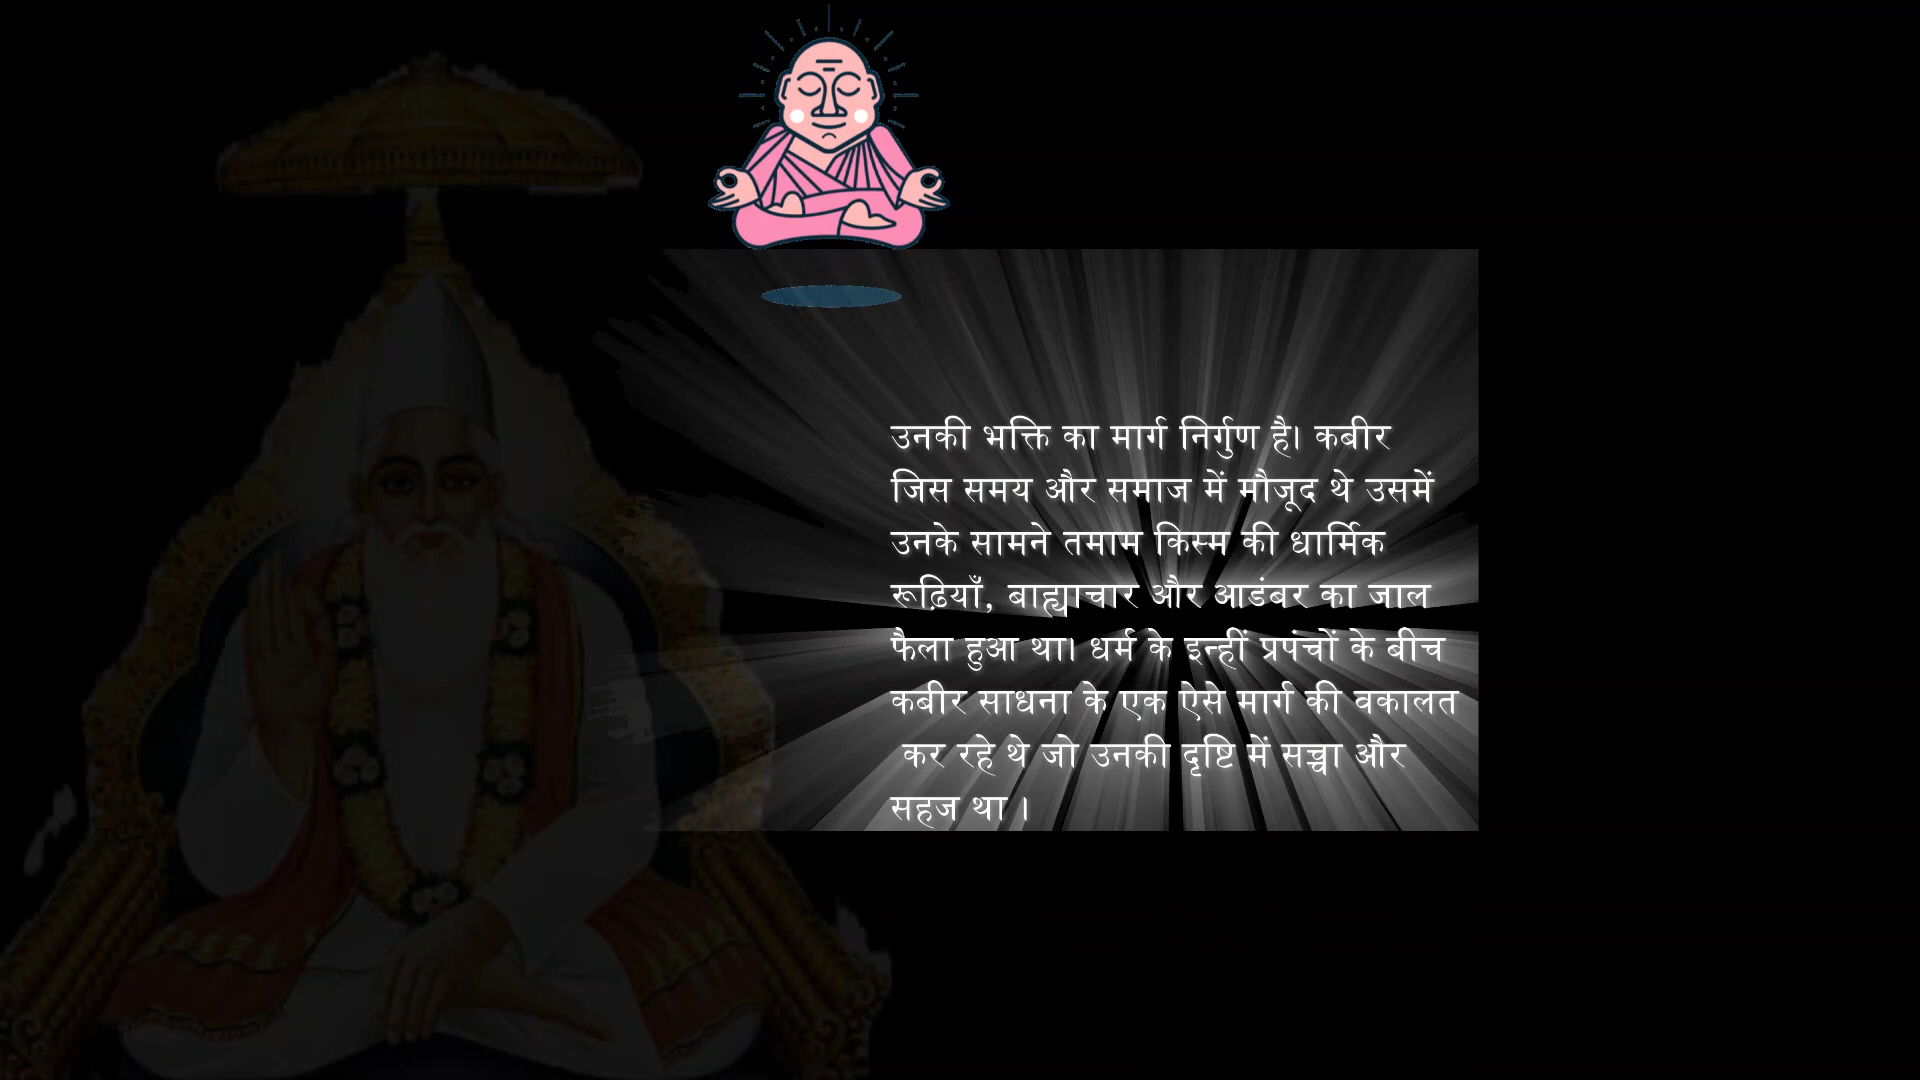 उनकी भक्ति का मार्ग निर्गुण है। कबीर
जिस समय और समाज में मौजूद थे उसमें
उनके सामने तमाम किस्म की धार्मिक
रूढ़ियाँ, बाह्याचार और आडंबर का जाल
फैला हुआ था। धर्म के इन्हीं प्रपंचों के बीच
कबीर साधना के एक ऐसे मार्ग की वकालत
कर रहे थे जो उनकी दृष्टि में सच्चा और
सहज था ।